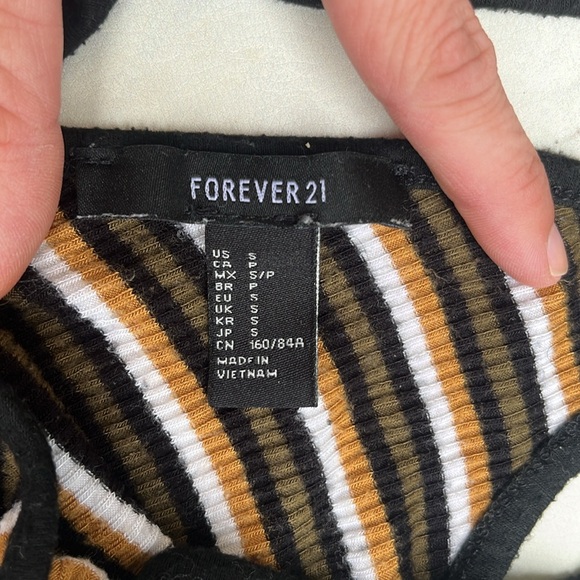 FOREVER 21
US S
CA P
MX S/P
BR P
EU S
UK S
KR S
JP S
CN 160/84A
MADE IN
VIETNAM